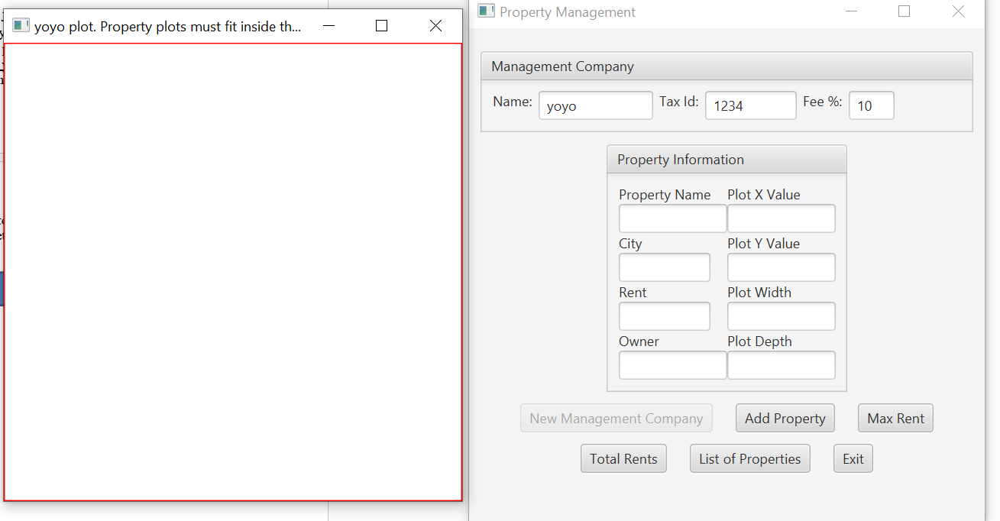 yoyo plot. Property plots must fit inside th...
Property Management
Management Company
Name: yoyo Tax Id: 1234 Fee %: 10
Property Information
Property Name Plot X Value
City Plot Y Value
Rent Plot Width
Owner Plot Depth
New Management Company Add Property Max Rent
Total Rents List of Properties Exit